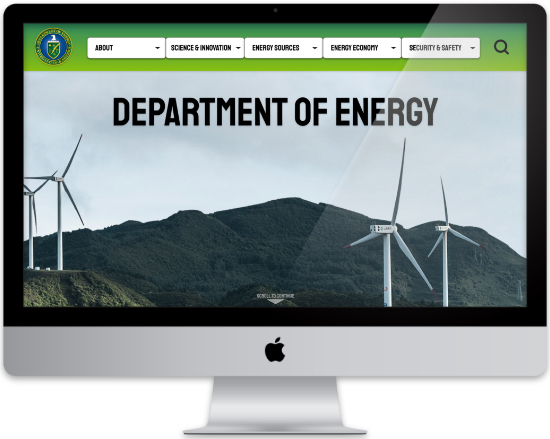 ABOUT
SCIENCE & INNOVATION
ENERGY SOURCES
ENERGY ECONOMY
SECURITY & SAFETY
DEPARTMENT OF ENERGY
SCROLL TO CONTINUE